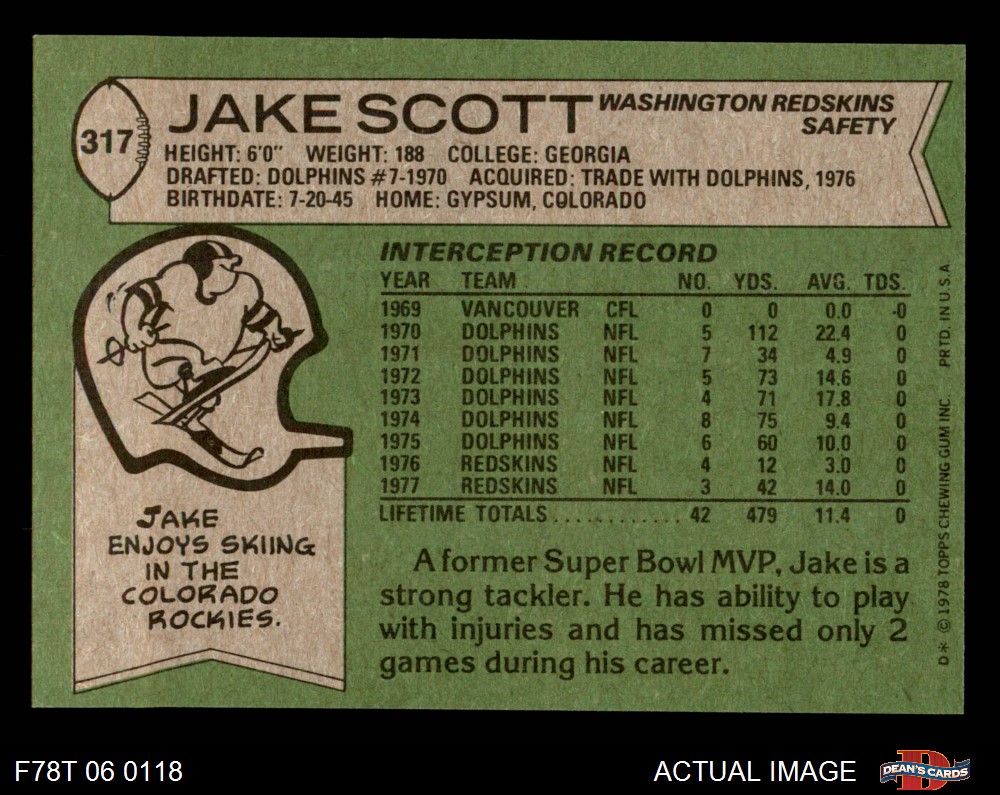 317
JAKE SCOTT
WASHINGTON REDSKINS
SAFETY
HEIGHT: 6'0" WEIGHT: 188 COLLEGE: GEORGIA
DRAFTED: DOLPHINS #7-1970 ACQUIRED: TRADE WITH DOLPHINS, 1976
BIRTHDATE: 7-20-45 HOME: GYPSUM, COLORADO
INTERCEPTION RECORD
YEAR TEAM NO. YDS. AVG. TDS.
1969 VANCOUVER CFL 0 0 0.0 -0
1970 DOLPHINS NFL 5 112 22.4 0
1971 DOLPHINS NFL 7 34 4.9 0
1972 DOLPHINS NFL 5 73 14.6 0
1973 DOLPHINS NFL 4 71 17.8 0
1974 DOLPHINS NFL 8 75 9.4 0
1975 DOLPHINS NFL 6 60 10.0 0
1976 REDSKINS NFL 4 12 3.0 0
1977 REDSKINS NFL 3 42 14.0 0
LIFETIME TOTALS............ 42 479 11.4 0
JAKE
ENJOYS SKIING
IN THE
COLORADO
ROCKIES.
A former Super Bowl MVP, Jake is a
strong tackler. He has ability to play
with injuries and has missed only 2
games during his career.
D* © 1978 TOPPS CHEWING GUM INC. PRTD. IN U.S.A.
F78T 06 0118
ACTUAL IMAGE
D
DEAN'S CARDS